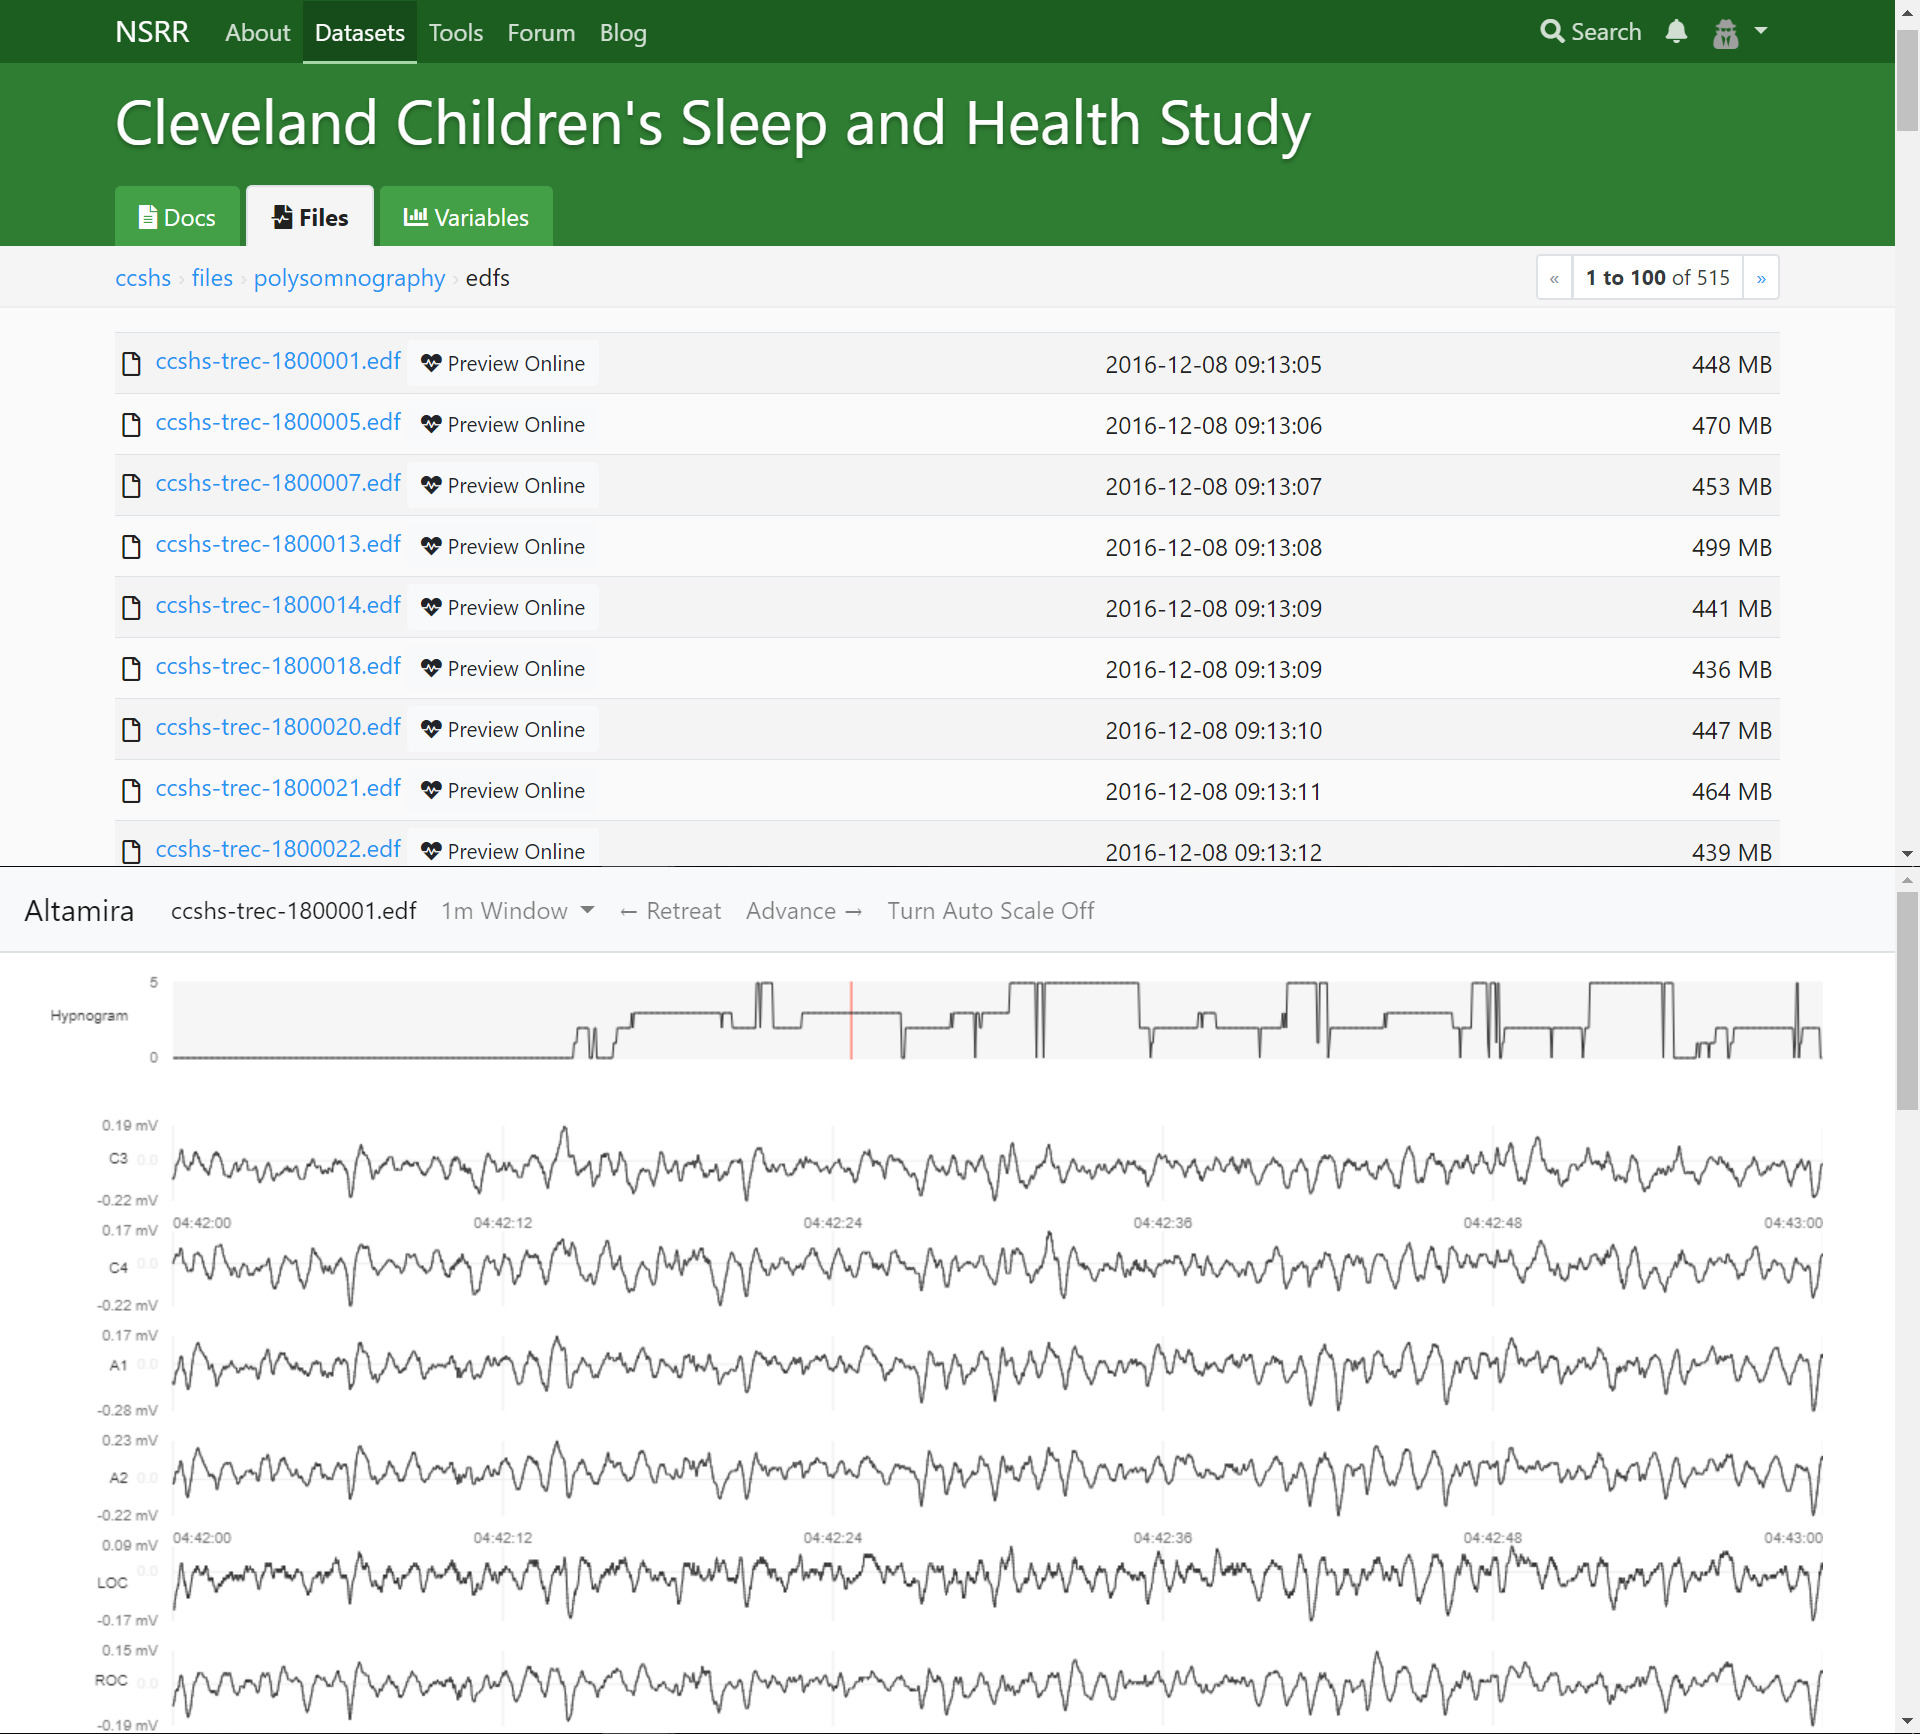 NSRR About Datasets Tools Forum Blog Search
Cleveland Children's Sleep and Health Study
Docs Files Variables
ccshs › files › polysomnography › edfs « 1 to 100 of 515 »
ccshs-trec-1800001.edf Preview Online 2016-12-08 09:13:05 448 MB
ccshs-trec-1800005.edf Preview Online 2016-12-08 09:13:06 470 MB
ccshs-trec-1800007.edf Preview Online 2016-12-08 09:13:07 453 MB
ccshs-trec-1800013.edf Preview Online 2016-12-08 09:13:08 499 MB
ccshs-trec-1800014.edf Preview Online 2016-12-08 09:13:09 441 MB
ccshs-trec-1800018.edf Preview Online 2016-12-08 09:13:09 436 MB
ccshs-trec-1800020.edf Preview Online 2016-12-08 09:13:10 447 MB
ccshs-trec-1800021.edf Preview Online 2016-12-08 09:13:11 464 MB
ccshs-trec-1800022.edf Preview Online 2016-12-08 09:13:12 439 MB
Altamira ccshs-trec-1800001.edf 1m Window ← Retreat Advance → Turn Auto Scale Off
5
Hypnogram
0
0.19 mV
C3 0.0
-0.22 mV
04:42:00 04:42:12 04:42:24 04:42:36 04:42:48 04:43:00
0.17 mV
C4 0.0
-0.22 mV
0.17 mV
A1 0.0
-0.28 mV
0.23 mV
A2 0.0
-0.22 mV
04:42:00 04:42:12 04:42:24 04:42:36 04:42:48 04:43:00
0.09 mV
LOC 0.0
-0.17 mV
0.15 mV
ROC 0.0
-0.19 mV